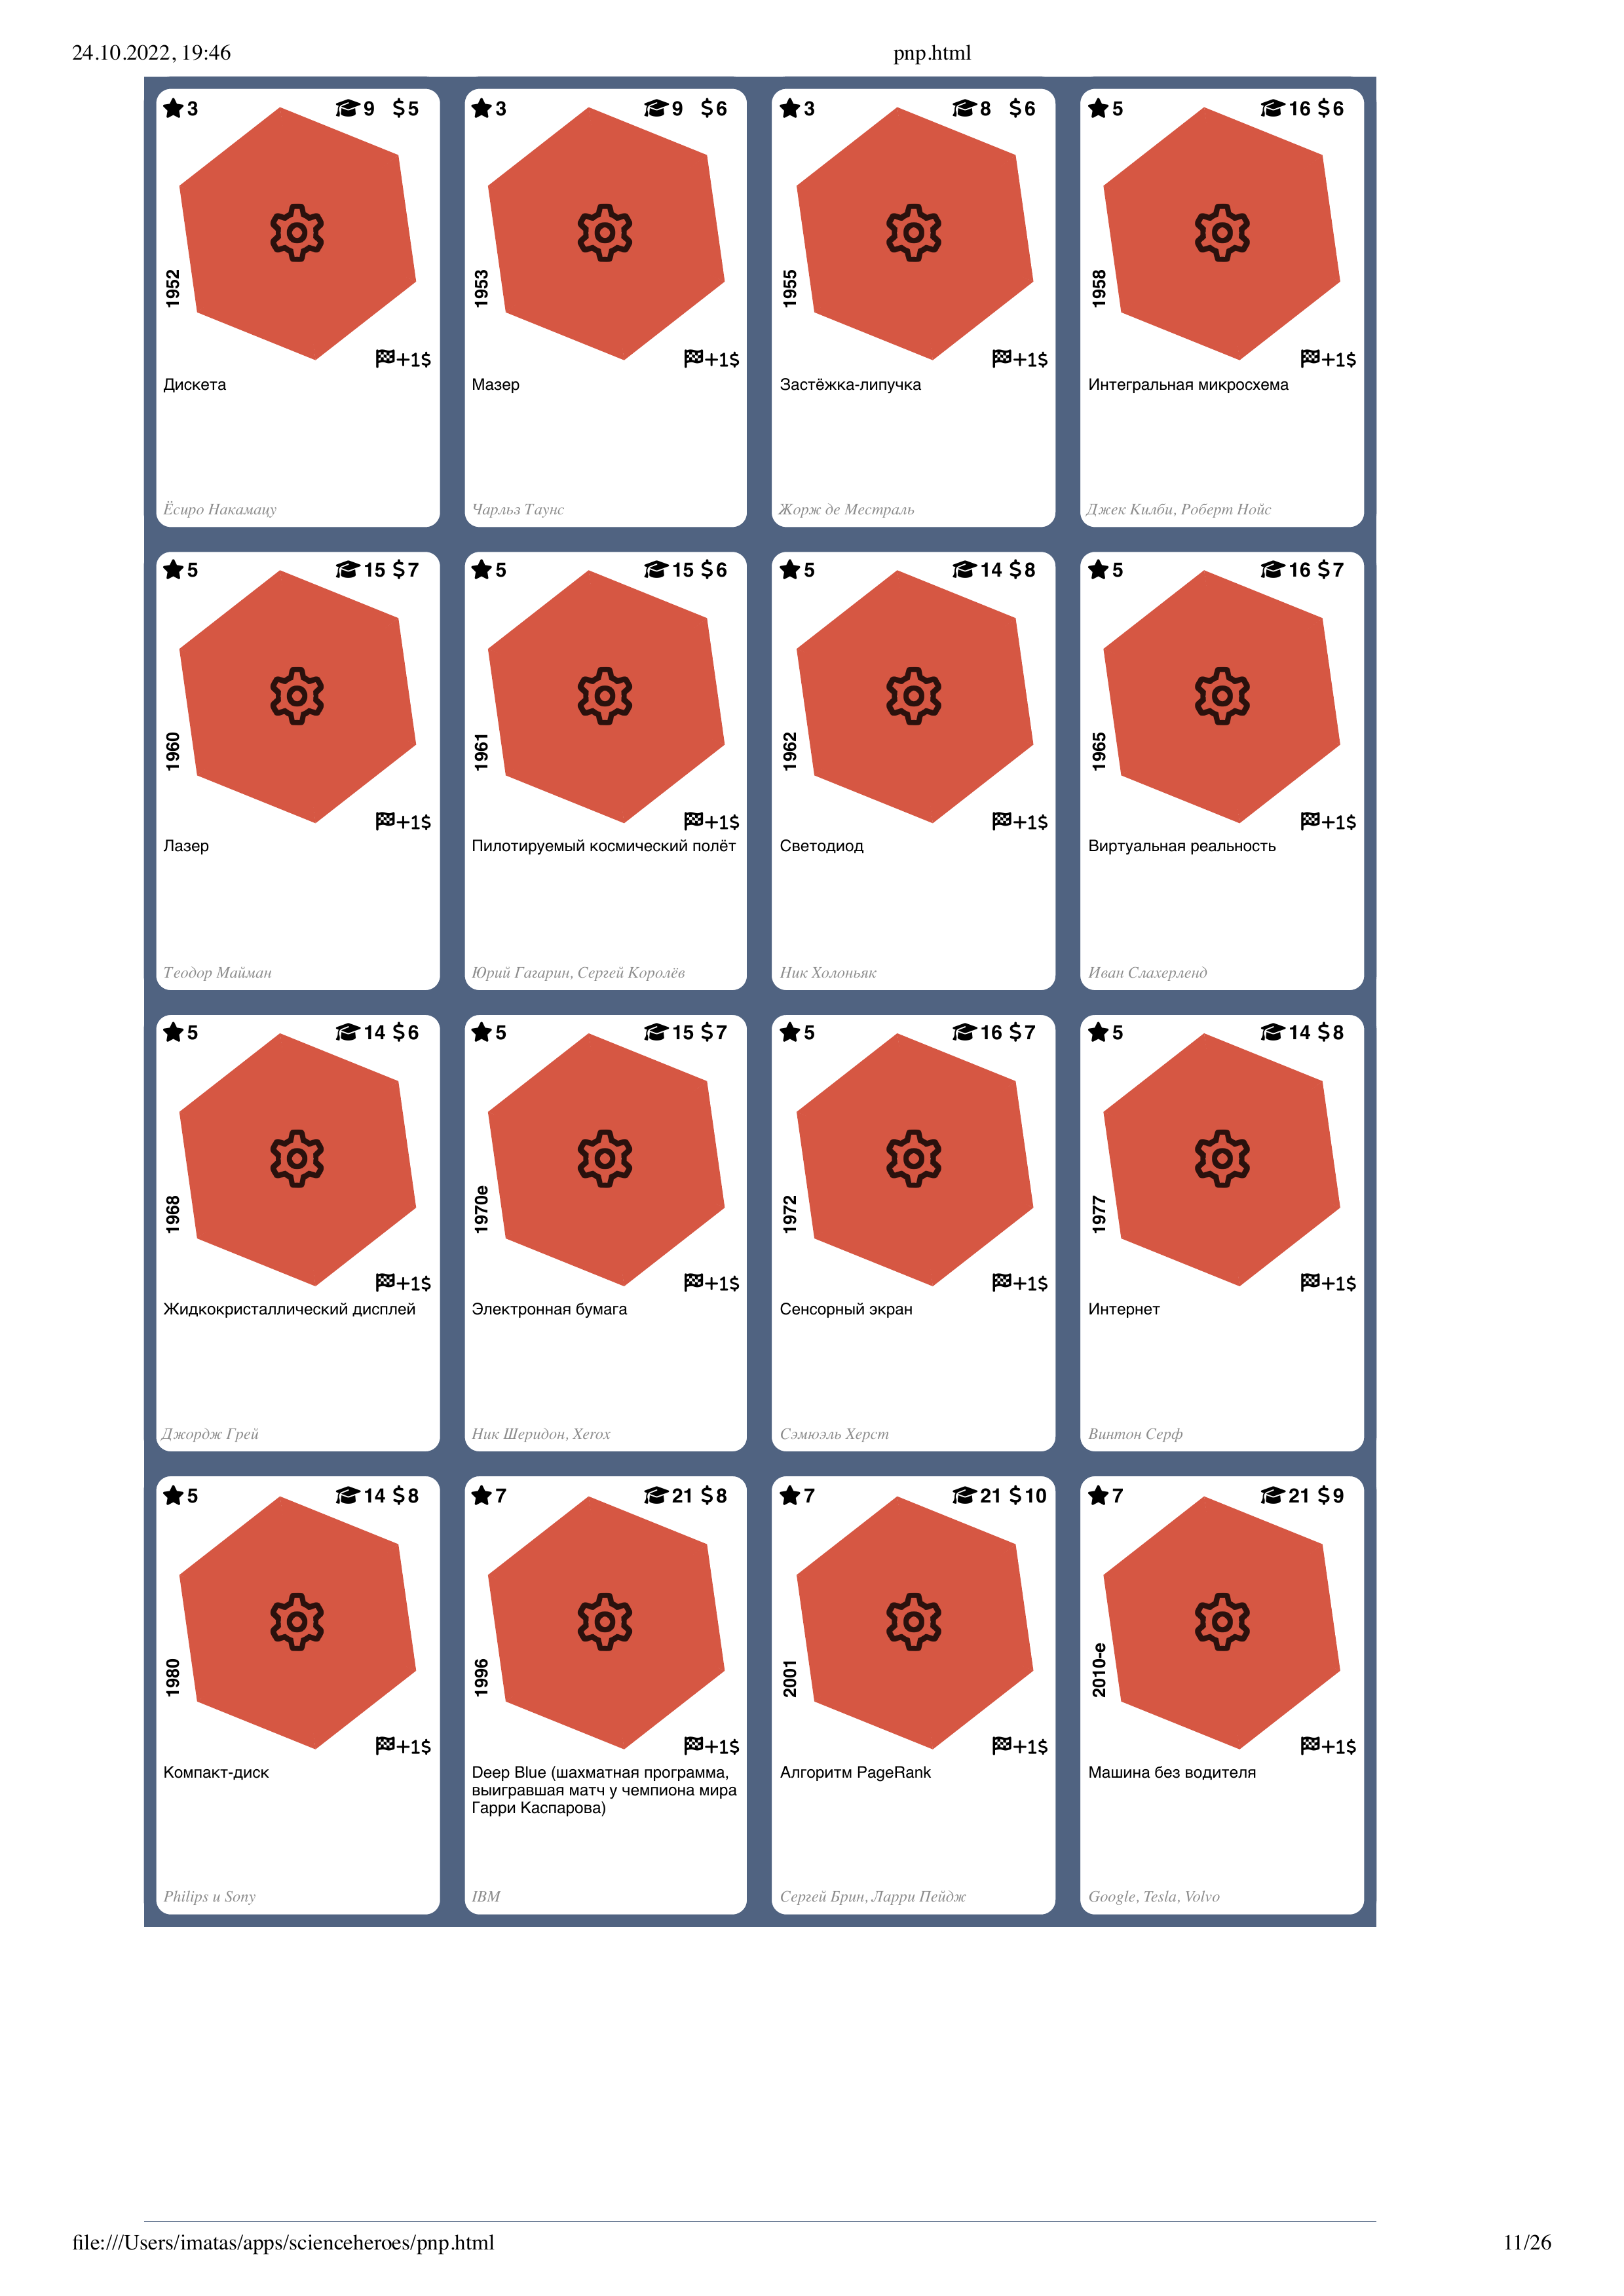 24.10.2022, 19:46 pnp.html
3 9 $5
1952
+1$
Дискета
Ёсиро Накамацу
3 9 $6
1953
+1$
Мазер
Чарльз Таунс
3 8 $6
1955
+1$
Застёжка-липучка
Жорж де Местраль
5 16 $6
1958
+1$
Интегральная микросхема
Джек Килби, Роберт Нойс
5 15 $7
1960
+1$
Лазер
Теодор Майман
5 15 $6
1961
+1$
Пилотируемый космический полёт
Юрий Гагарин, Сергей Королёв
5 14 $8
1962
+1$
Светодиод
Ник Холоньяк
5 16 $7
1965
+1$
Виртуальная реальность
Иван Слахерленд
5 14 $6
1968
+1$
Жидкокристаллический дисплей
Джордж Грей
5 15 $7
1970е
+1$
Электронная бумага
Ник Шеридон, Xerox
5 16 $7
1972
+1$
Сенсорный экран
Сэмюэль Херст
5 14 $8
1977
+1$
Интернет
Винтон Серф
5 14 $8
1980
+1$
Компакт-диск
Philips и Sony
7 21 $8
1996
+1$
Deep Blue (шахматная программа,
выигравшая матч у чемпиона мира
Гарри Каспарова)
IBM
7 21 $10
2001
+1$
Алгоритм PageRank
Сергей Брин, Ларри Пейдж
7 21 $9
2010-е
+1$
Машина без водителя
Google, Tesla, Volvo
file:///Users/imatas/apps/scienceheroes/pnp.html 11/26